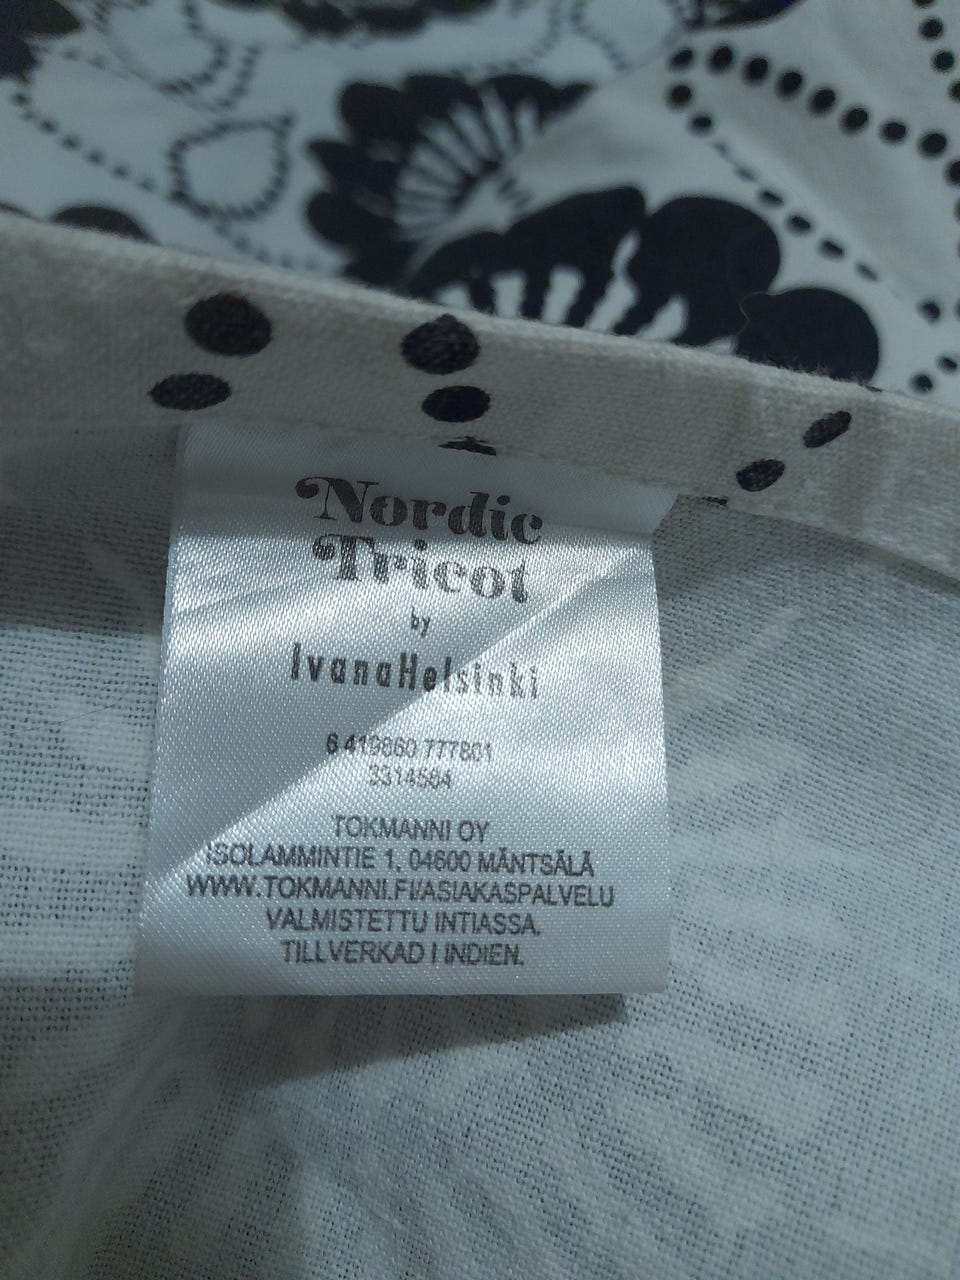 Nordic
Tricot
by
IvanaHelsinki
6 419860 777801
3314584
TOKMANNI OY
ISOLAMMINTIE 1, 04600 MÄNTSÄLÄ
WWW.TOKMANNI.FI/ASIAKASPALVELU
VALMISTETTU INTIASSA.
TILLVERKAD I INDIEN.